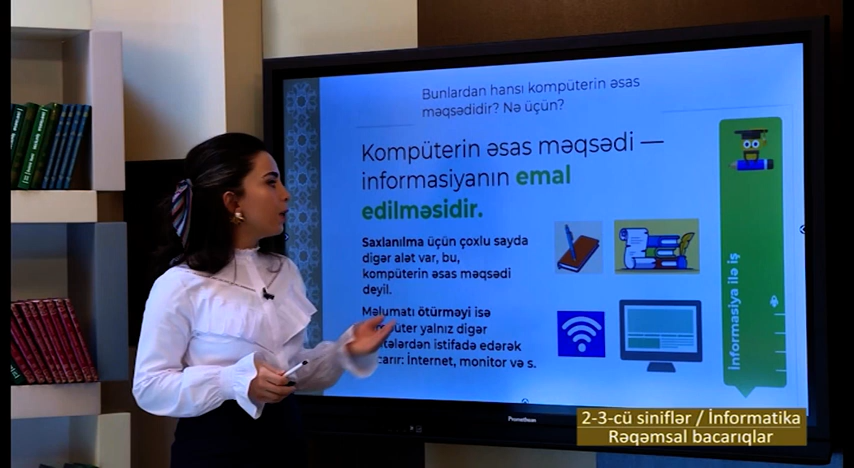 Bunlardan hansı kompüterin əsas
məqsədidir? Nə üçün?
Kompüterin əsas məqsədi —
informasiyanın emal
edilməsidir.
Saxlanılma üçün çoxlu sayda
digər alət var, bu,
kompüterin əsas məqsədi
deyil.
Məlumatı ötürməyi isə
yalnız digər
istifadə edərək
İnternet, monitor və s.
İnformasiya ilə iş
Promethean
2-3-cü siniflər / İnformatika
Rəqəmsal bacarıqlar